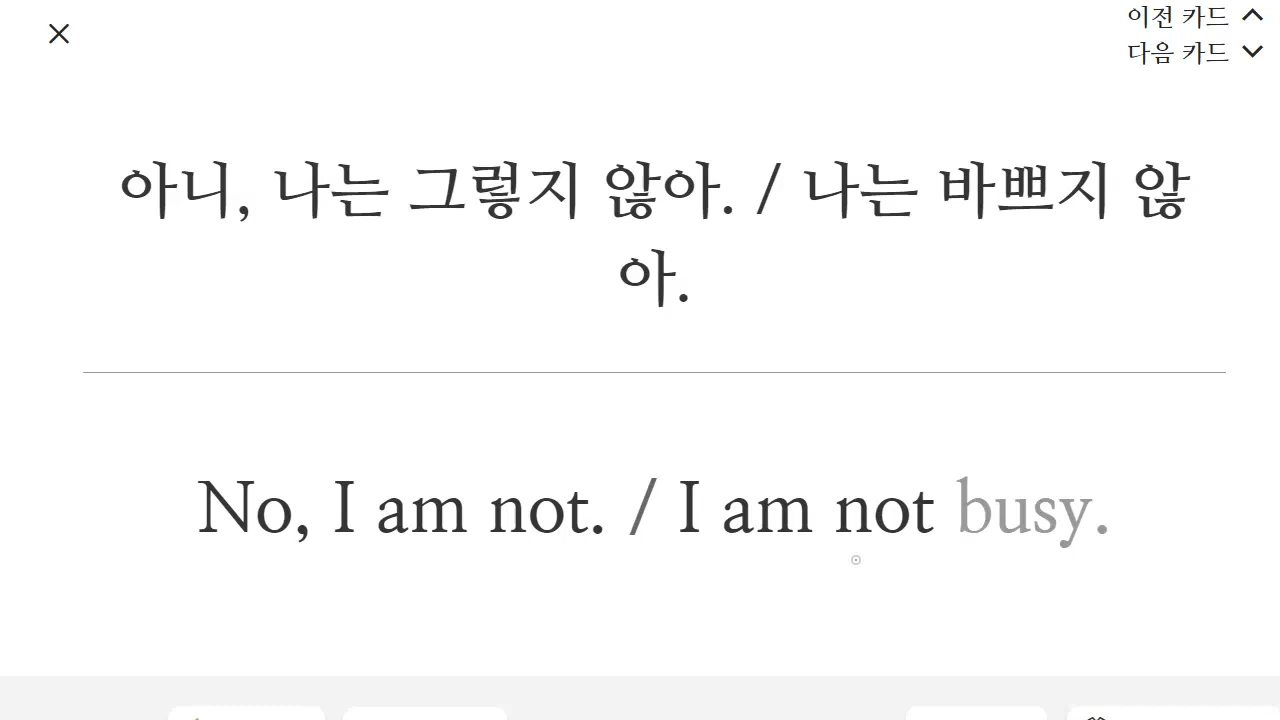 이전 카드
다음 카드
아니, 나는 그렇지 않아. / 나는 바쁘지 않
아.
No, I am not. / I am not busy.